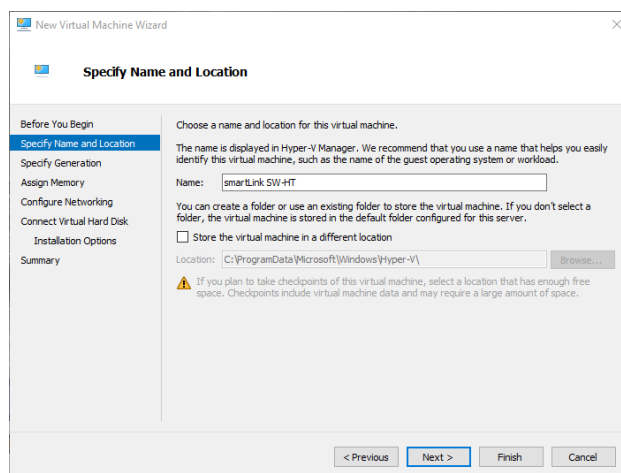 New Virtual Machine Wizard
Specify Name and Location
Before You Begin
Specify Name and Location
Specify Generation
Assign Memory
Configure Networking
Connect Virtual Hard Disk
Installation Options
Summary
Choose a name and location for this virtual machine.
The name is displayed in Hyper-V Manager. We recommend that you use a name that helps you easily
identify this virtual machine, such as the name of the guest operating system or workload.
Name: smartLink SW-HT
You can create a folder or use an existing folder to store the virtual machine. If you don't select a
folder, the virtual machine is stored in the default folder configured for this server.
Store the virtual machine in a different location
Location: C:\ProgramData\Microsoft\Windows\Hyper-V\ Browse...
If you plan to take checkpoints of this virtual machine, select a location that has enough free
space. Checkpoints include virtual machine data and may require a large amount of space.
< Previous Next > Finish Cancel